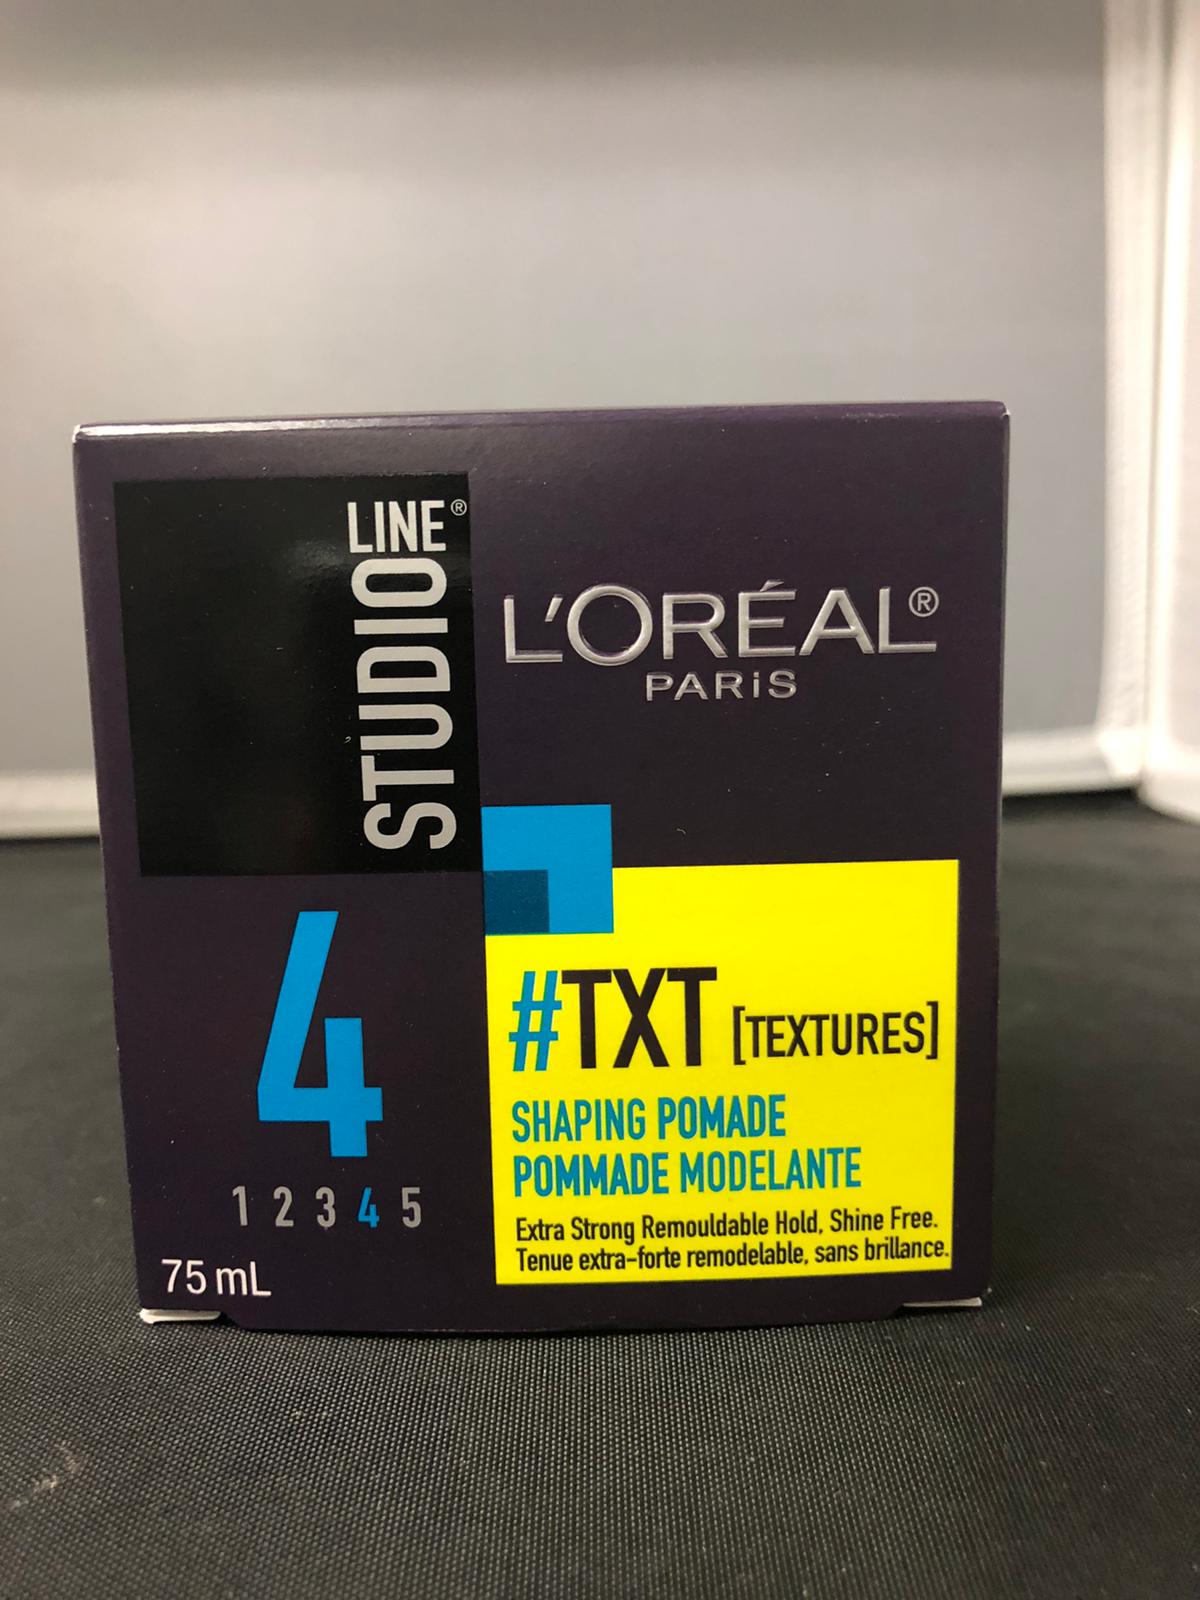 STUDIO LINE®
L'ORÉAL®
PARiS
4
1 2 3 4 5
75 mL
#TXT [TEXTURES]
SHAPING POMADE
POMMADE MODELANTE
Extra Strong Remouldable Hold, Shine Free.
Tenue extra-forte remodelable, sans brillance.